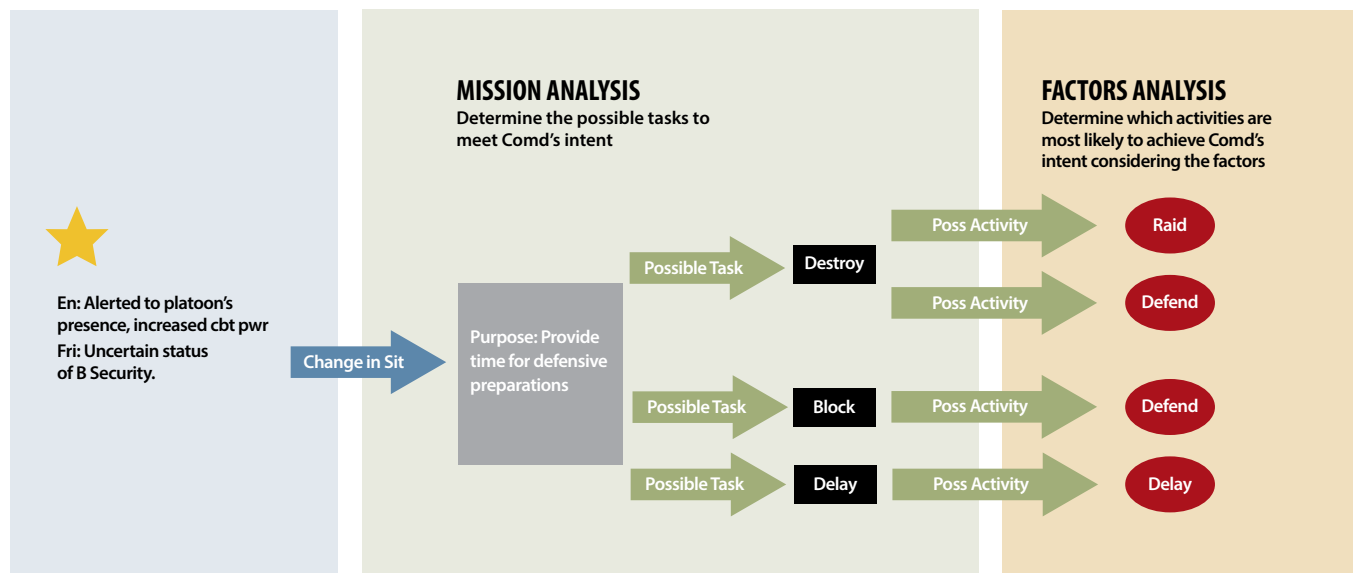 En: Alerted to platoon's
presence, increased cbt pwr
Fri: Uncertain status
of B Security.
Change in Sit
MISSION ANALYSIS
Determine the possible tasks to
meet Comd's intent
Purpose: Provide
time for defensive
preparations
Possible Task
Destroy
Possible Task
Block
Possible Task
Delay
Poss Activity
Poss Activity
Poss Activity
Poss Activity
FACTORS ANALYSIS
Determine which activities are
most likely to achieve Comd's
intent considering the factors
Raid
Defend
Defend
Delay